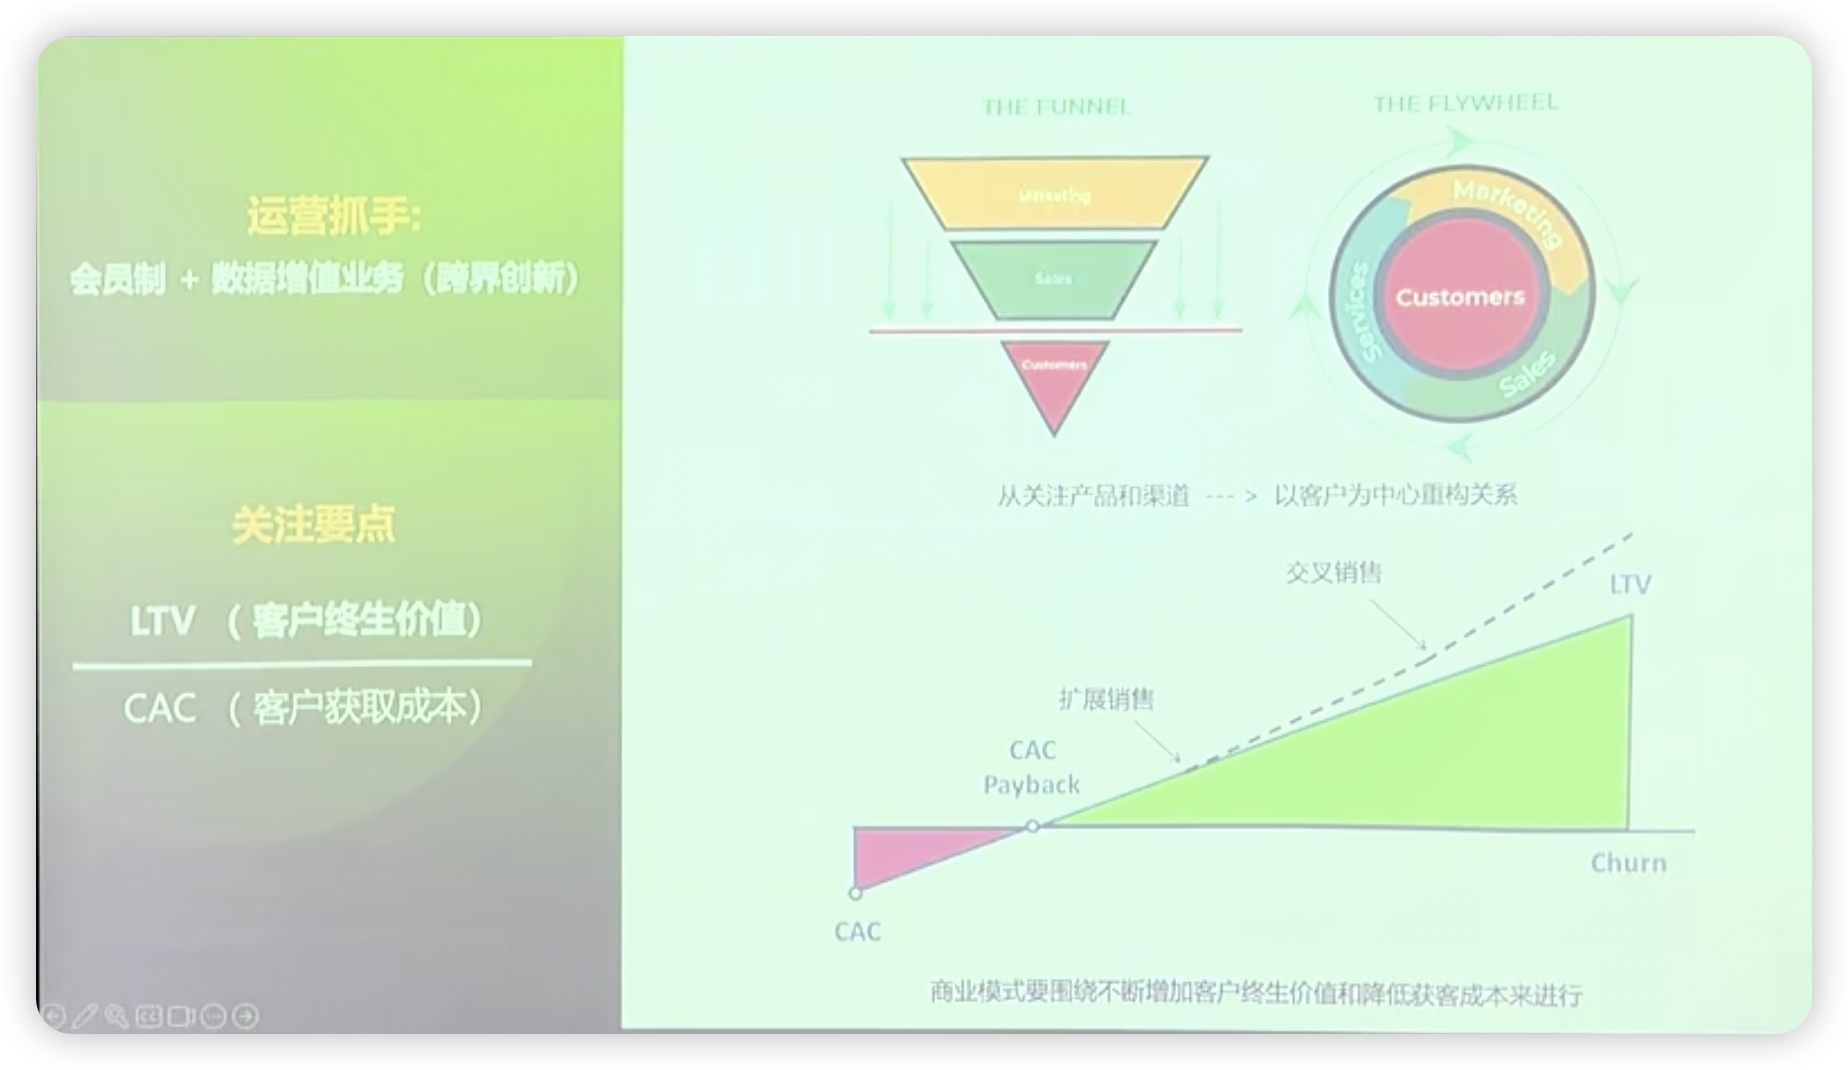 运营抓手:
会员制 + 数据增值业务（跨界创新）
关注要点
LTV （ 客户终生价值）
CAC （ 客户获取成本）
THE FUNNEL
Marketing
Sales
Customers
THE FLYWHEEL
Marketing
Customers
Services
Sales
从关注产品和渠道 --- > 以客户为中心重构关系
交叉销售
LTV
扩展销售
CAC
Payback
Churn
CAC
商业模式要围绕不断增加客户终生价值和降低获客成本来进行